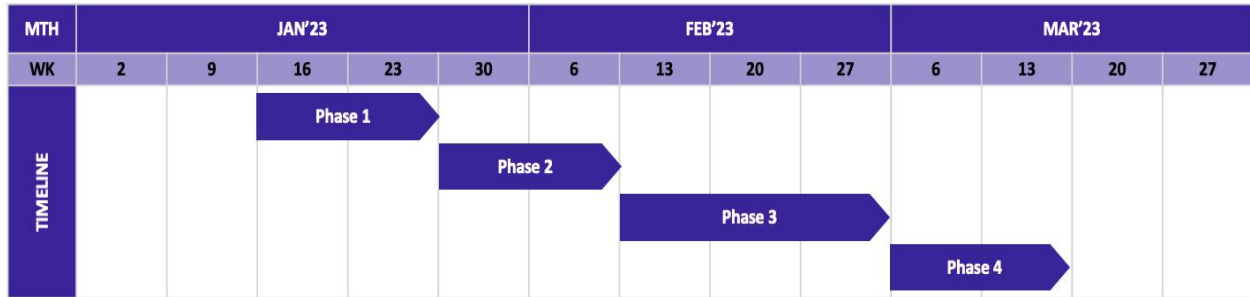 MTH JAN’23 FEB’23 MAR’23
WK 2 9 16 23 30 6 13 20 27 6 13 20 27
TIMELINE
Phase 1
Phase 2
Phase 3
Phase 4